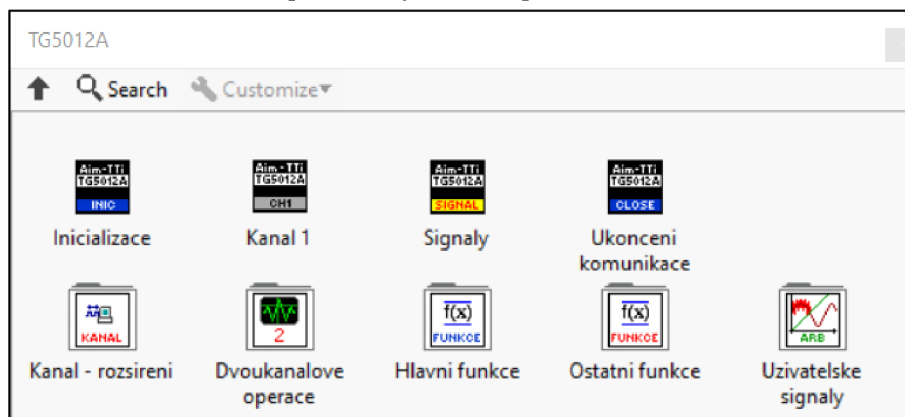 TG5012A
Search Customize
Aim-TTi Aim-TTi Aim-TTi Aim-TTi
TG5012A TG5012A TG5012A TG5012A
INIC CH1 SIGNAL CLOSE
Inicializace Kanal 1 Signaly Ukonceni
komunikace
2 f(x) f(x)
KANAL FUNKCE FUNKCE ARB
Kanal - rozsireni Dvoukanalove Hlavni funkce Ostatni funkce Uzivatelske
operace signaly